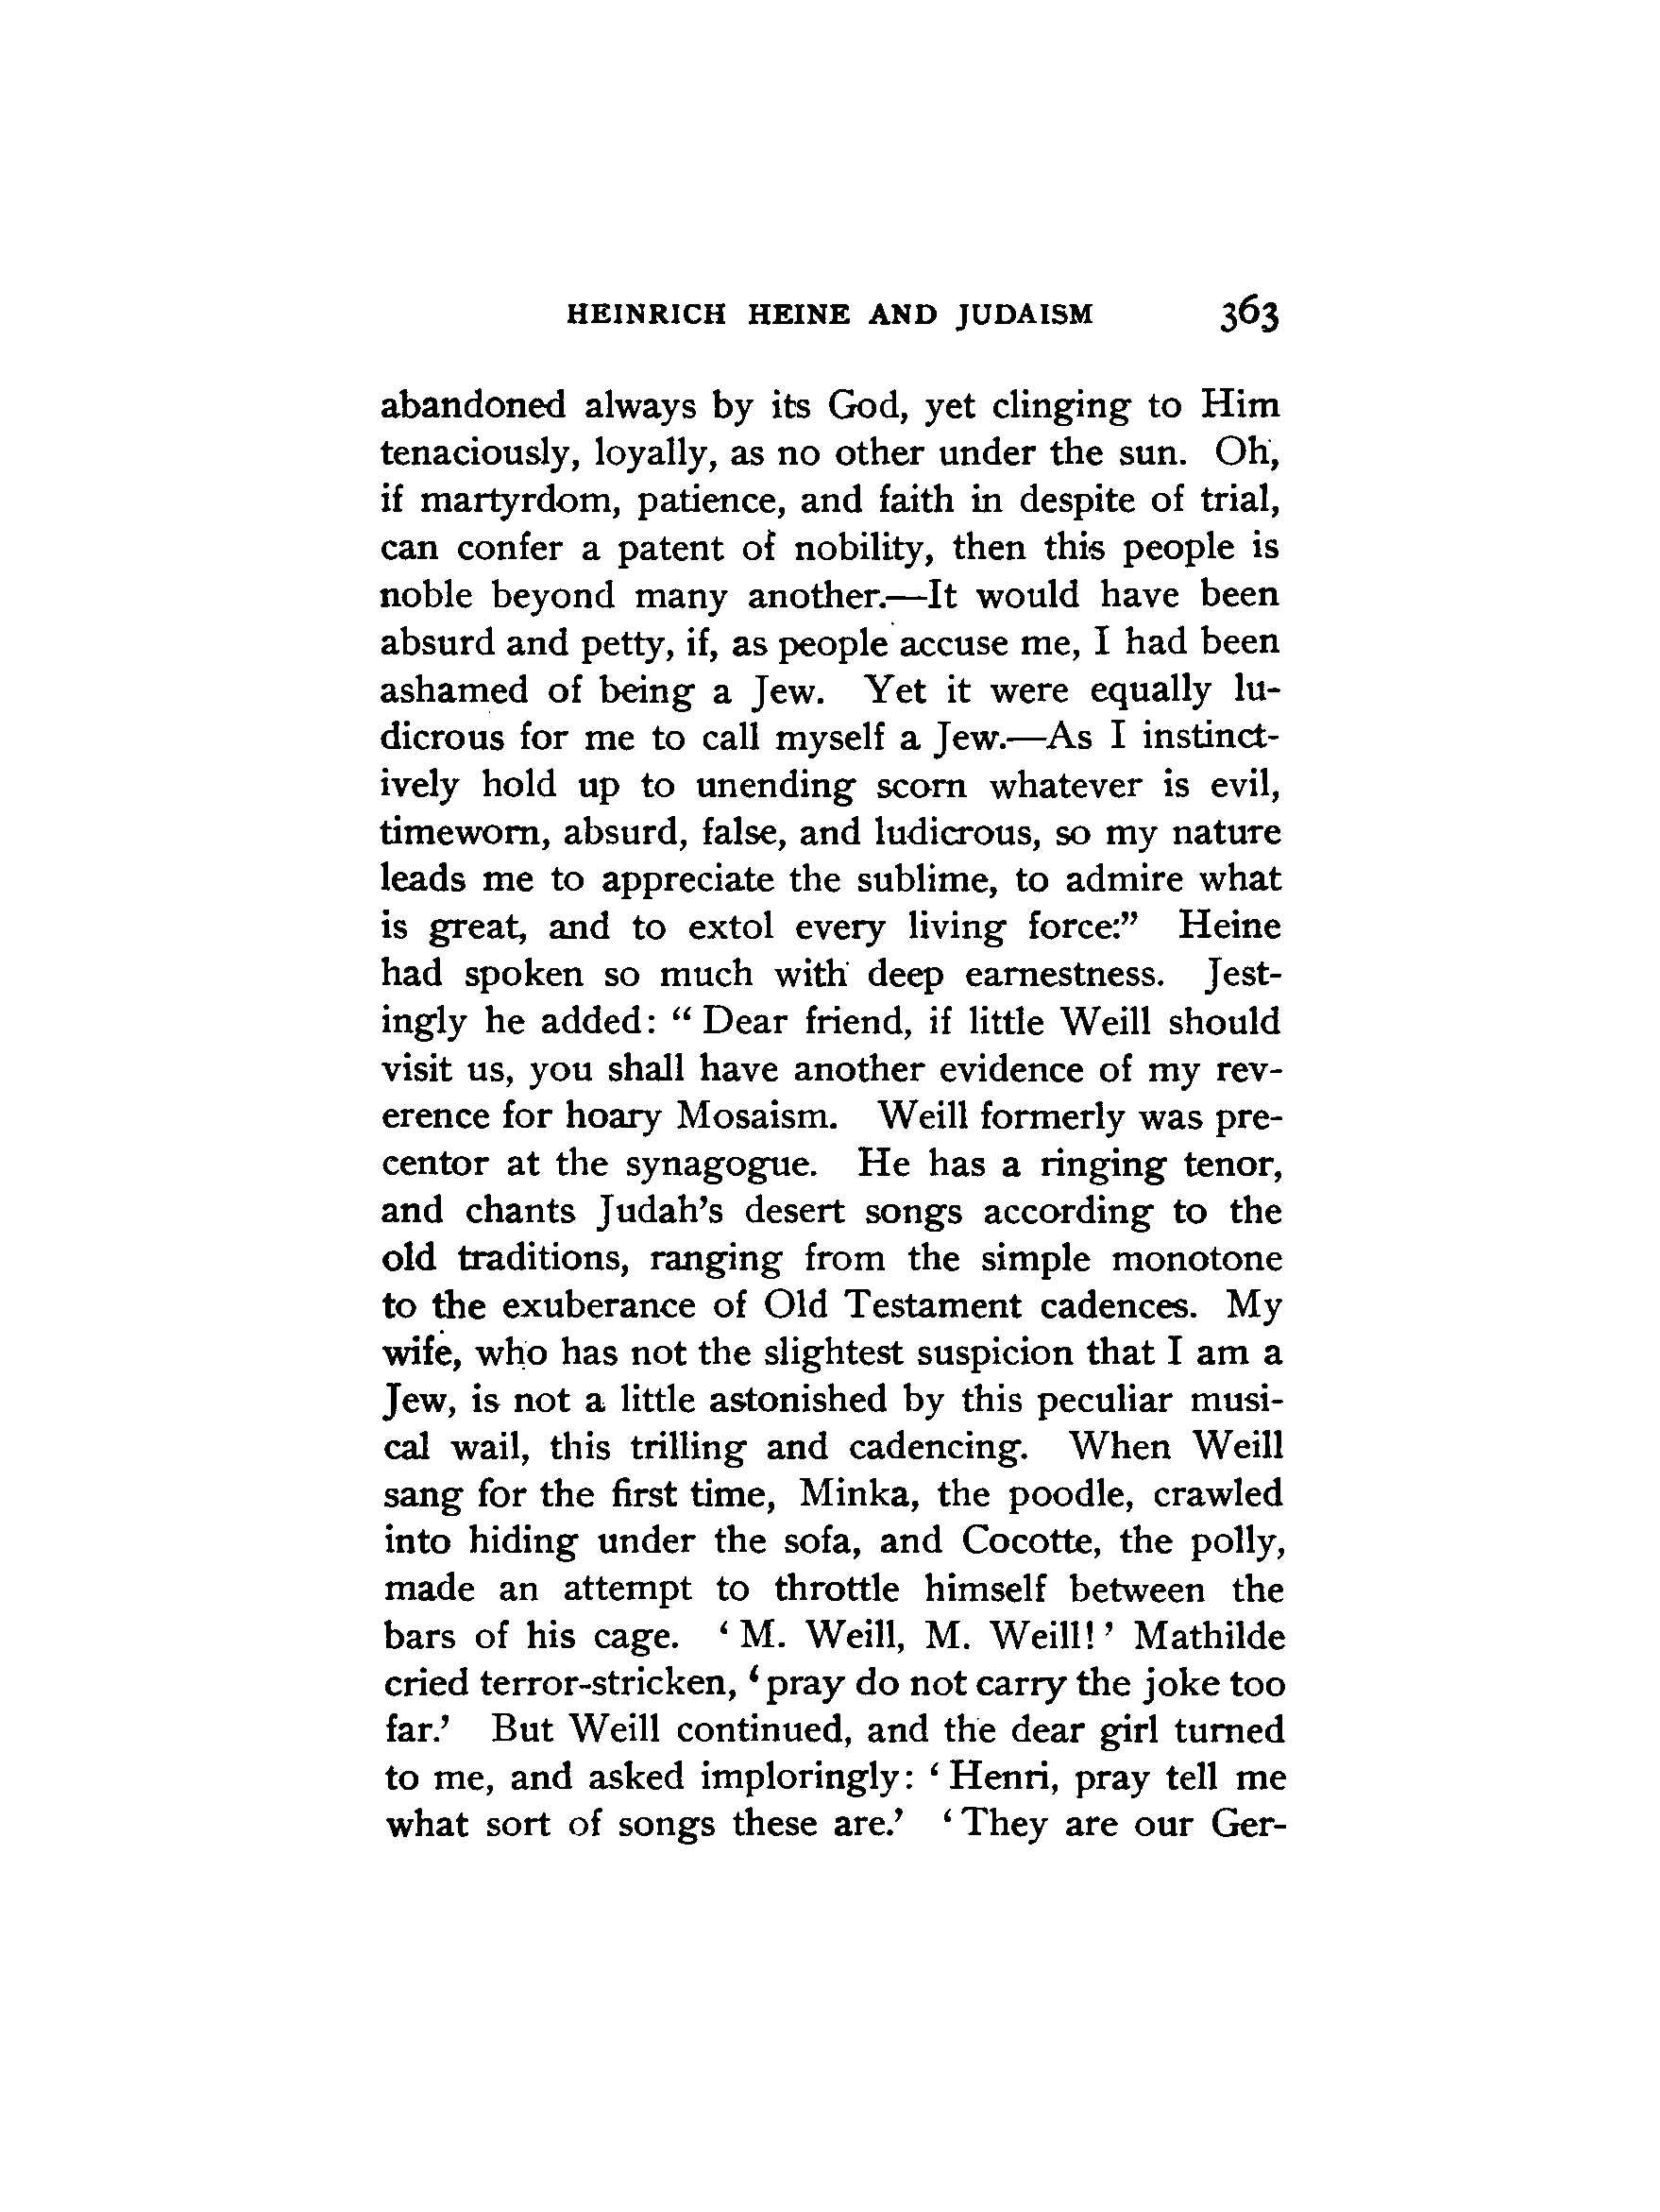 HEINRICH HEINE AND JUDAISM 363
abandoned always by its God, yet clinging to Him
tenaciously, loyally, as no other under the sun. Oh,
if martyrdom, patience, and faith in despite of trial,
can confer a patent of nobility, then this people is
noble beyond many another.—It would have been
absurd and petty, if, as people accuse me, I had been
ashamed of being a Jew. Yet it were equally lu-
dicrous for me to call myself a Jew.—As I instinct-
ively hold up to unending scorn whatever is evil,
timeworn, absurd, false, and ludicrous, so my nature
leads me to appreciate the sublime, to admire what
is great, and to extol every living force." Heine
had spoken so much with deep earnestness. Jest-
ingly he added: "Dear friend, if little Weill should
visit us, you shall have another evidence of my rev-
erence for hoary Mosaism. Weill formerly was pre-
centor at the synagogue. He has a ringing tenor,
and chants Judah's desert songs according to the
old traditions, ranging from the simple monotone
to the exuberance of Old Testament cadences. My
wife, who has not the slightest suspicion that I am a
Jew, is not a little astonished by this peculiar musi-
cal wail, this trilling and cadencing. When Weill
sang for the first time, Minka, the poodle, crawled
into hiding under the sofa, and Cocotte, the polly,
made an attempt to throttle himself between the
bars of his cage. 'M. Weill, M. Weill!' Mathilde
cried terror-stricken, 'pray do not carry the joke too
far.' But Weill continued, and the dear girl turned
to me, and asked imploringly: 'Henri, pray tell me
what sort of songs these are.' 'They are our Ger-